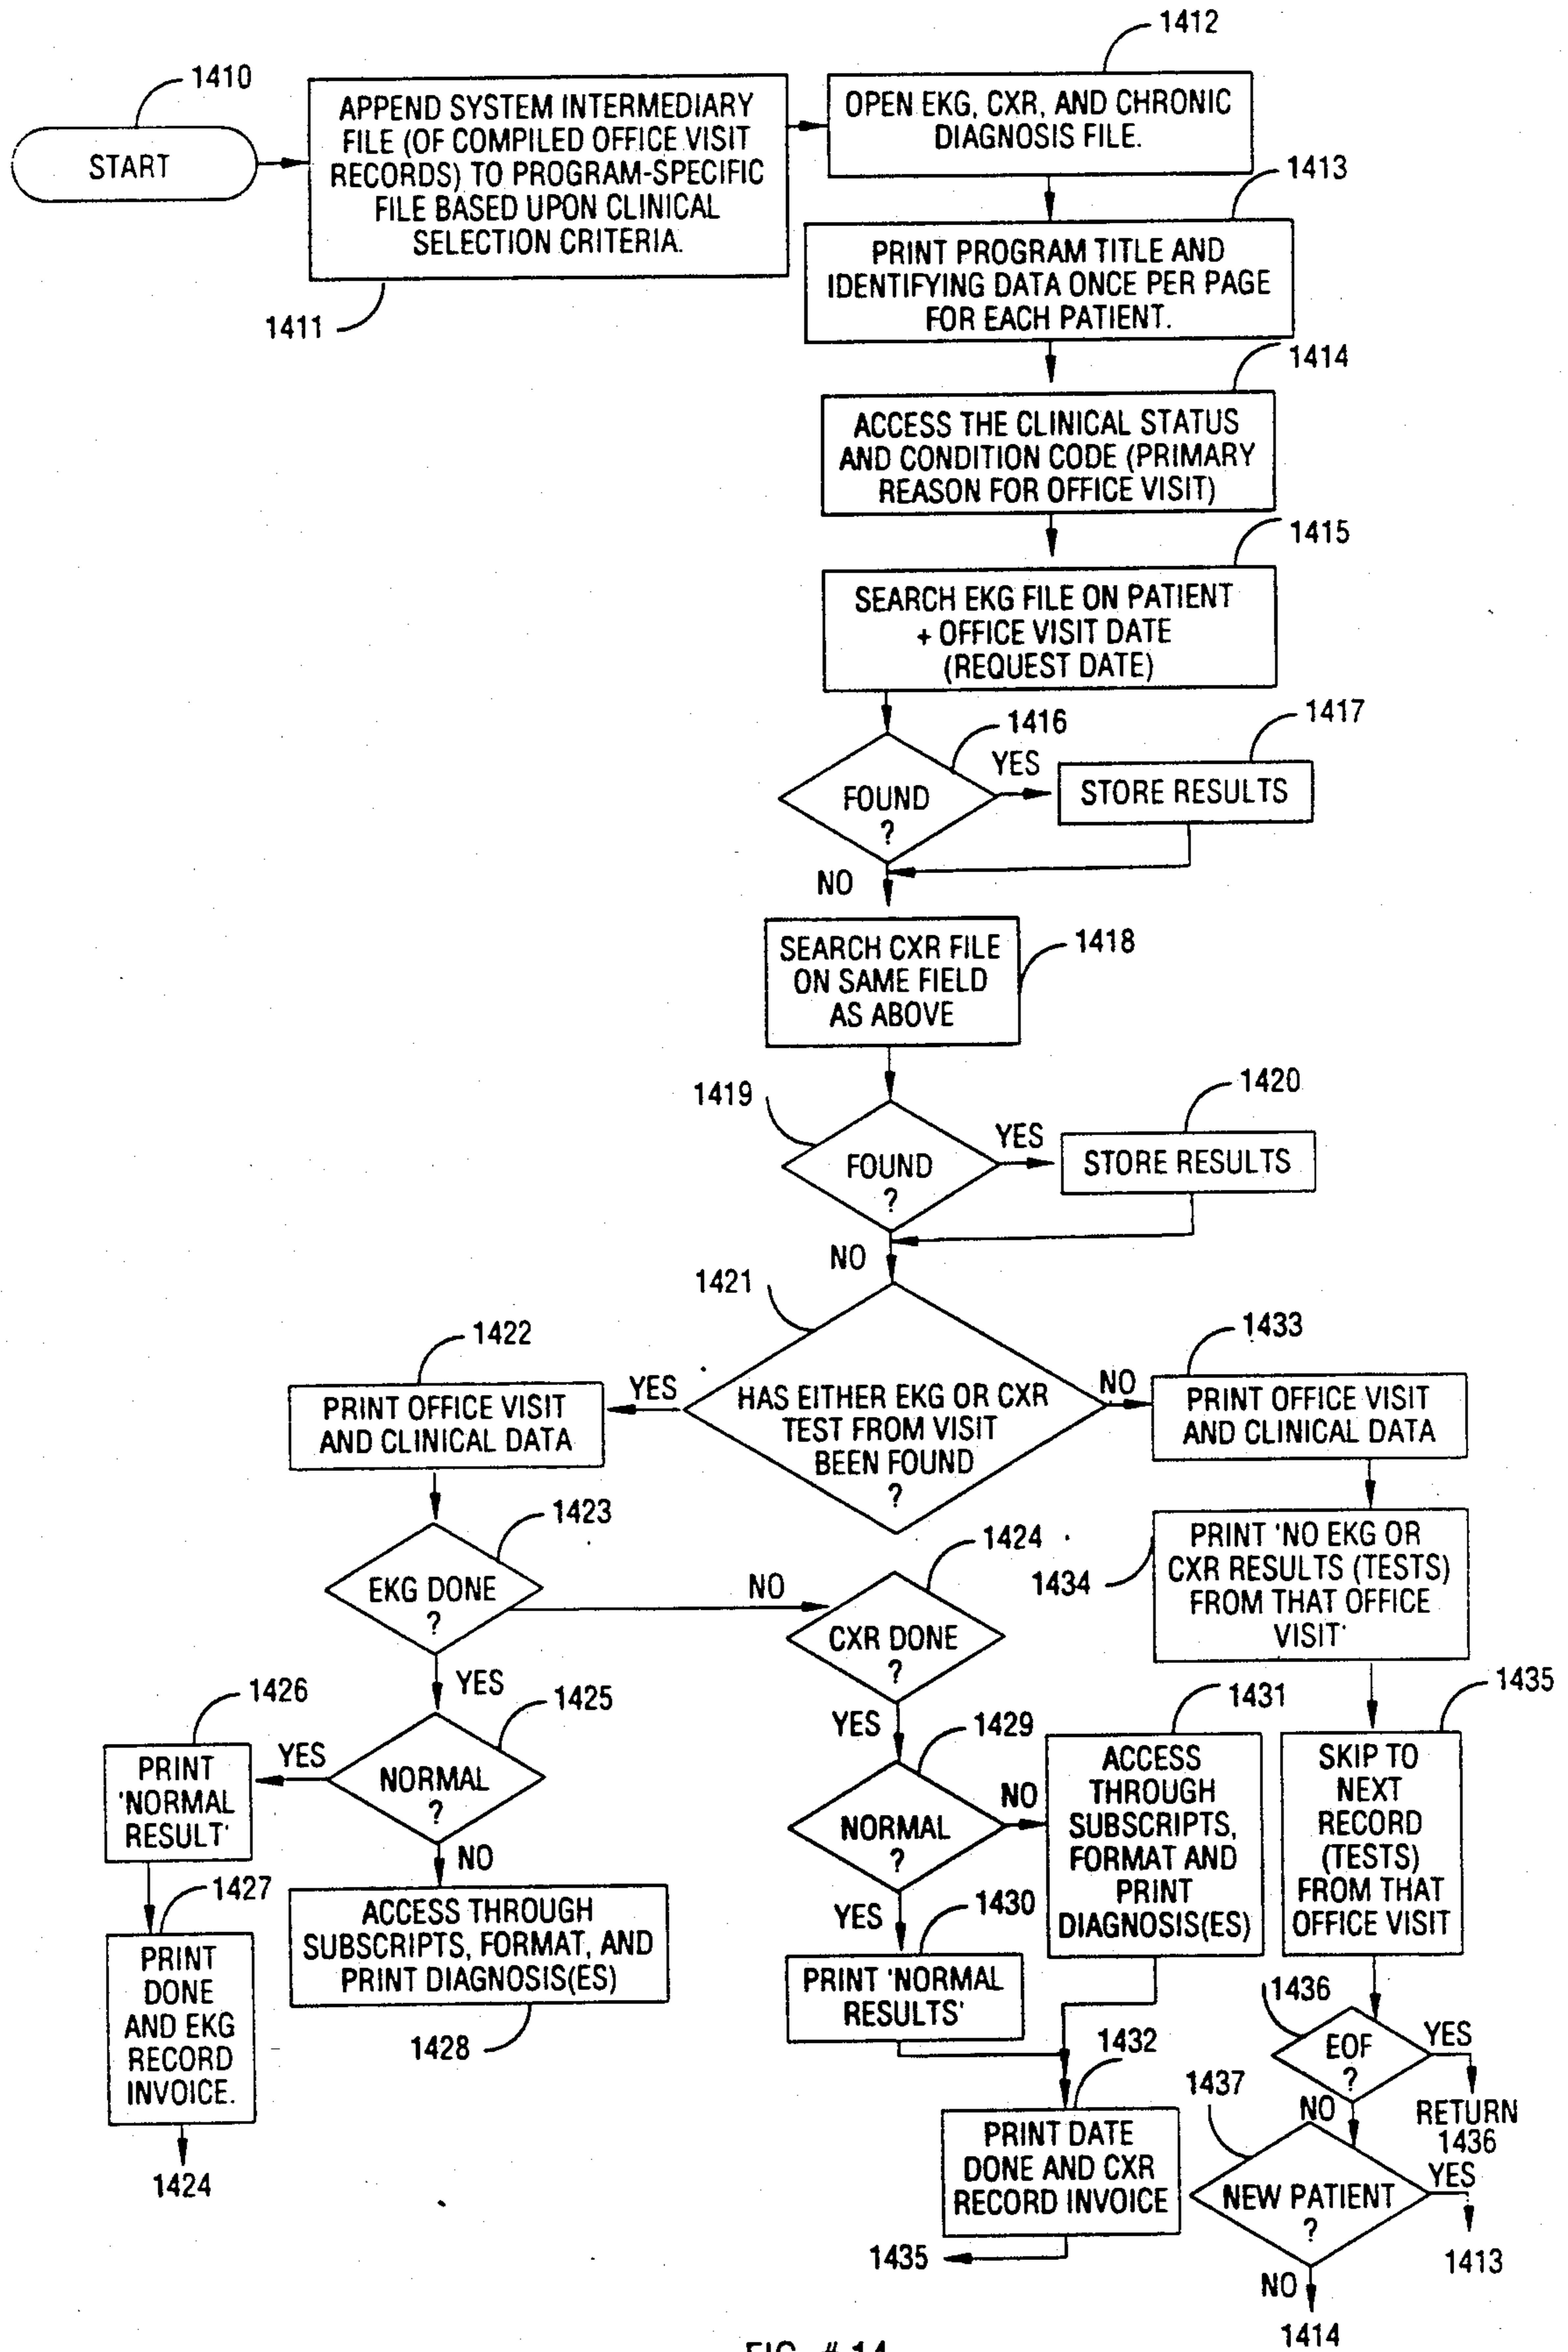 1410
START
APPEND SYSTEM INTERMEDIARY
FILE (OF COMPILED OFFICE VISIT
RECORDS) TO PROGRAM-SPECIFIC
FILE BASED UPON CLINICAL
SELECTION CRITERIA.
1411
1412
OPEN EKG, CXR, AND CHRONIC
DIAGNOSIS FILE.
1413
PRINT PROGRAM TITLE AND
IDENTIFYING DATA ONCE PER PAGE
FOR EACH PATIENT.
1414
ACCESS THE CLINICAL STATUS
AND CONDITION CODE (PRIMARY
REASON FOR OFFICE VISIT)
1415
SEARCH EKG FILE ON PATIENT
+ OFFICE VISIT DATE
(REQUEST DATE)
1416
FOUND
?
YES
1417
STORE RESULTS
NO
SEARCH CXR FILE
ON SAME FIELD
AS ABOVE
1418
1419
FOUND
?
YES
1420
STORE RESULTS
NO
1421
HAS EITHER EKG OR CXR
TEST FROM VISIT
BEEN FOUND
?
YES
1422
PRINT OFFICE VISIT
AND CLINICAL DATA
NO
1433
PRINT OFFICE VISIT
AND CLINICAL DATA
1423
EKG DONE
?
NO
1424
CXR DONE
?
1434
PRINT 'NO EKG OR
CXR RESULTS (TESTS)
FROM THAT OFFICE
VISIT'
YES
1425
NORMAL
?
YES
1426
PRINT
'NORMAL
RESULT'
1427
PRINT
DONE
AND EKG
RECORD
INVOICE.
1424
NO
ACCESS THROUGH
SUBSCRIPTS, FORMAT, AND
PRINT DIAGNOSIS(ES)
1428
YES
1429
NORMAL
?
NO
1431
ACCESS
THROUGH
SUBSCRIPTS,
FORMAT AND
PRINT
DIAGNOSIS(ES)
YES
1430
PRINT 'NORMAL
RESULTS'
1432
PRINT DATE
DONE AND CXR
RECORD INVOICE
1435
1435
SKIP TO
NEXT
RECORD
(TESTS)
FROM THAT
OFFICE VISIT
1436
EOF
?
YES
RETURN
1436
NO
1437
NEW PATIENT
?
YES
1413
NO
1414
FIG. # 14